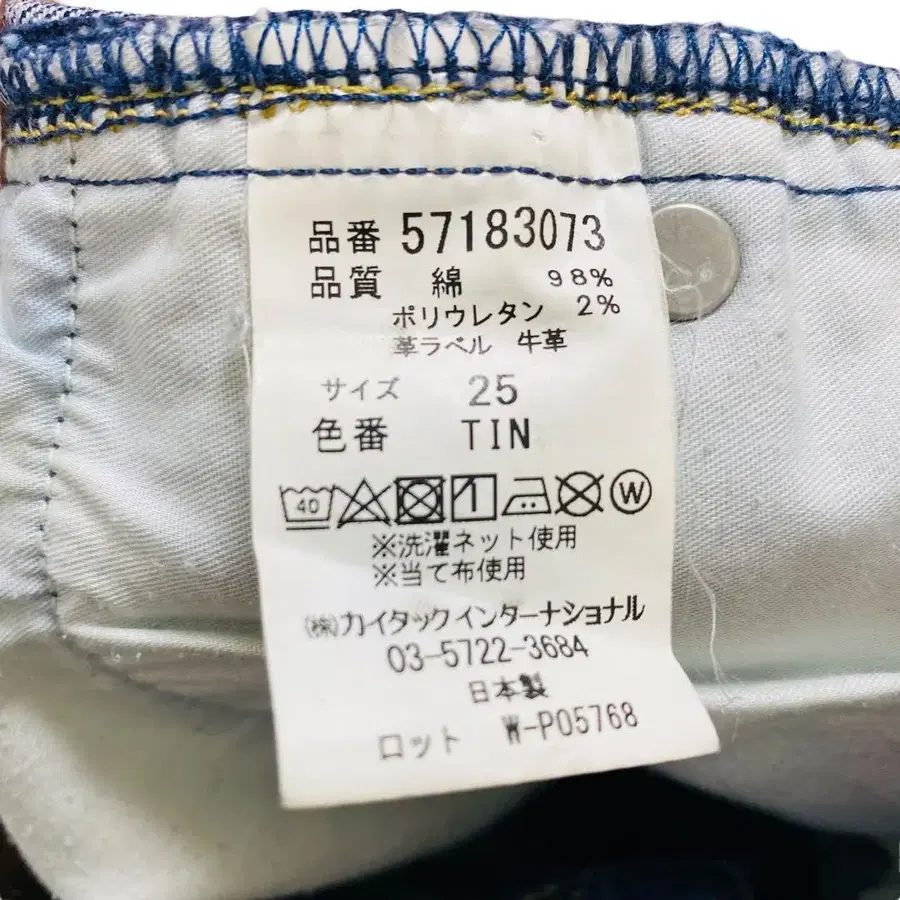 品番 57183073
品質 綿 98%
ポリウレタン 2%
革ラベル 牛革
サイズ 25
色番 TIN
40 W
※洗濯ネット使用
※当て布使用
㈱カイタックインターナショナル
03-5722-3684
日本製
ロット W-P05768